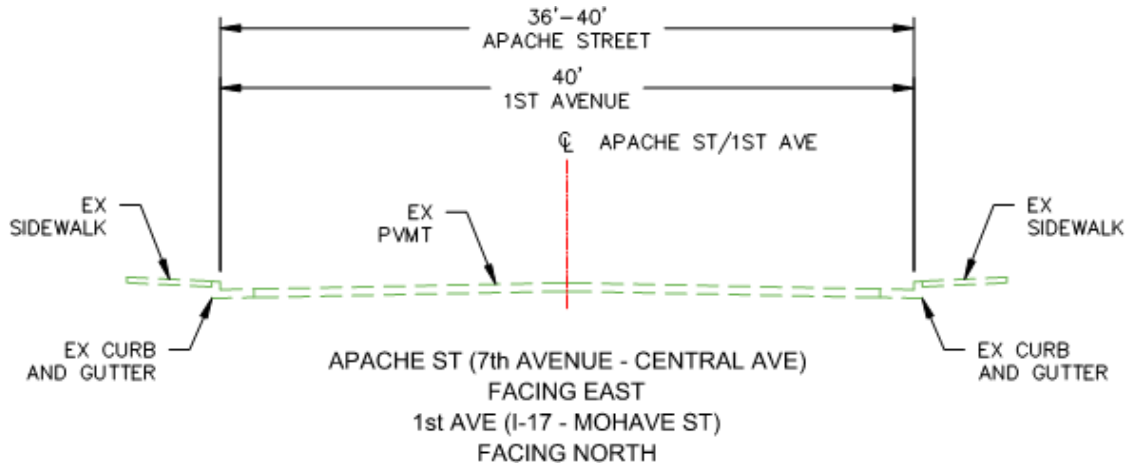 36'-40'
APACHE STREET
40'
1ST AVENUE
℄ APACHE ST/1ST AVE
EX
SIDEWALK
EX
PVMT
EX
SIDEWALK
EX CURB
AND GUTTER
EX CURB
AND GUTTER
APACHE ST (7th AVENUE - CENTRAL AVE)
FACING EAST
1st AVE (I-17 - MOHAVE ST)
FACING NORTH